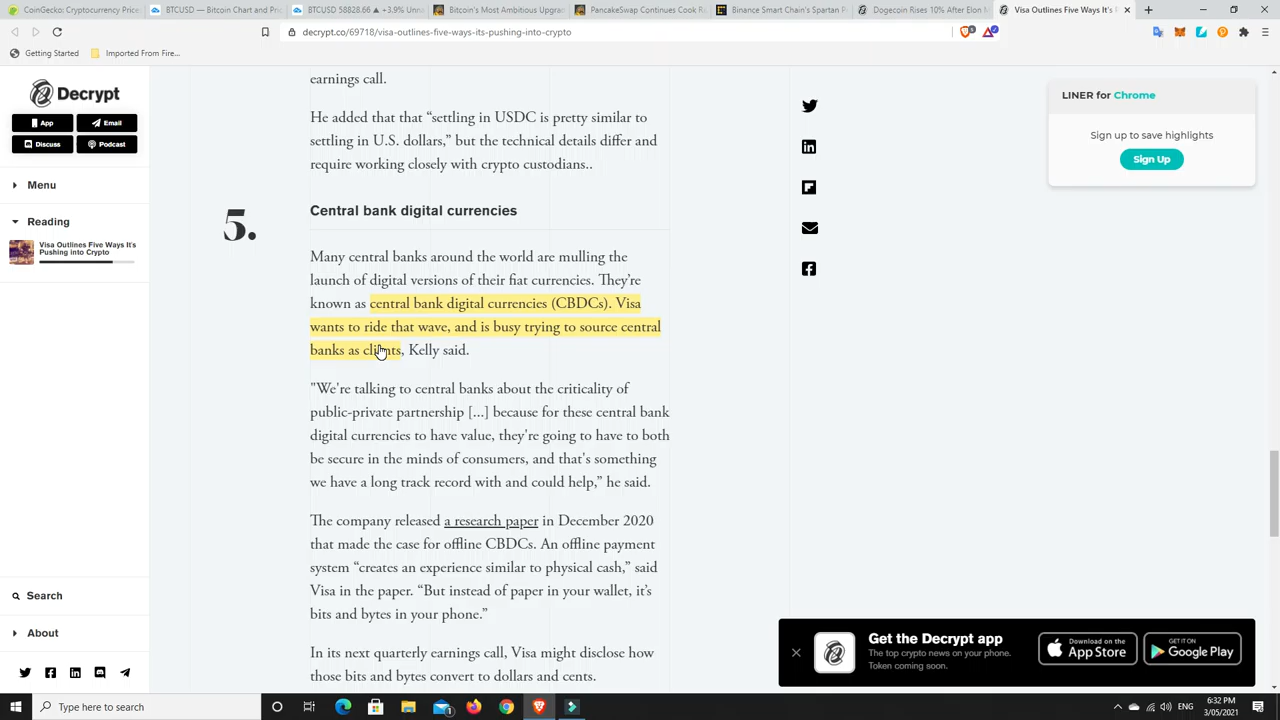 CoinGecko: Cryptocurrency Price
BTCUSD — Bitcoin Chart and Pric
BTCUSD 58828.6 ▲ +3.9% Unn
Bitcoin's Most Ambitious Upgrad
PancakeSwap Continues Cook R
Binance Smart Chain's Spartan P
Dogecoin Rises 10% After Elon M
Visa Outlines Five Ways It's P
decrypt.co/69718/visa-outlines-five-ways-its-pushing-into-crypto
Getting Started
Imported From Fire...
Decrypt
App
Email
Discuss
Podcast
Menu
Reading
Visa Outlines Five Ways It's
Pushing into Crypto
Search
About
earnings call.
He added that that “settling in USDC is pretty similar to
settling in U.S. dollars,” but the technical details differ and
require working closely with crypto custodians..
5.
Central bank digital currencies
Many central banks around the world are mulling the
launch of digital versions of their fiat currencies. They’re
known as central bank digital currencies (CBDCs). Visa
wants to ride that wave, and is busy trying to source central
banks as clients, Kelly said.
"We're talking to central banks about the criticality of
public-private partnership [...] because for these central bank
digital currencies to have value, they're going to have to both
be secure in the minds of consumers, and that's something
we have a long track record with and could help,” he said.
The company released a research paper in December 2020
that made the case for offline CBDCs. An offline payment
system “creates an experience similar to physical cash,” said
Visa in the paper. “But instead of paper in your wallet, it’s
bits and bytes in your phone.”
In its next quarterly earnings call, Visa might disclose how
those bits and bytes convert to dollars and cents.
LINER for Chrome
Sign up to save highlights
Sign Up
Get the Decrypt app
The top crypto news on your phone.
Token coming soon.
Download on the
App Store
GET IT ON
Google Play
Type here to search
ENG
6:32 PM
3/05/2021